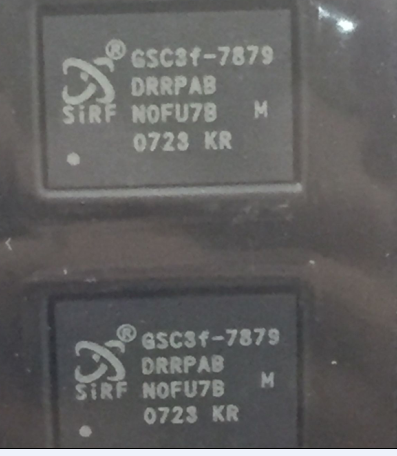 ® GSC3f-7879
DRRPAB
SiRF N0FU7B M
0723 KR
® GSC3f-7879
DRRPAB
SiRF N0FU7B M
0723 KR